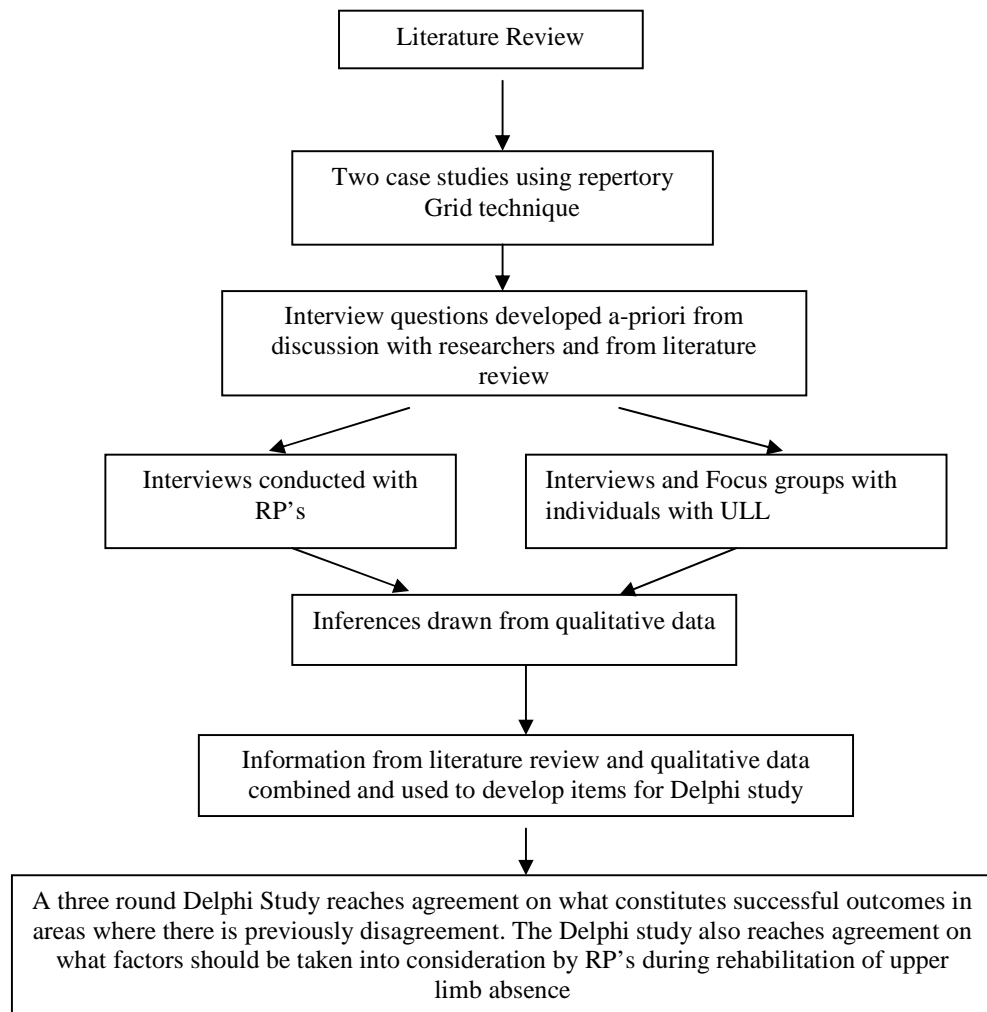 Literature Review
Two case studies using repertory
Grid technique
Interview questions developed a-priori from
discussion with researchers and from literature
review
Interviews conducted with
RP's
Interviews and Focus groups with
individuals with ULL
Inferences drawn from qualitative data
Information from literature review and qualitative data
combined and used to develop items for Delphi study
A three round Delphi Study reaches agreement on what constitutes successful outcomes in
areas where there is previously disagreement. The Delphi study also reaches agreement on
what factors should be taken into consideration by RP's during rehabilitation of upper
limb absence